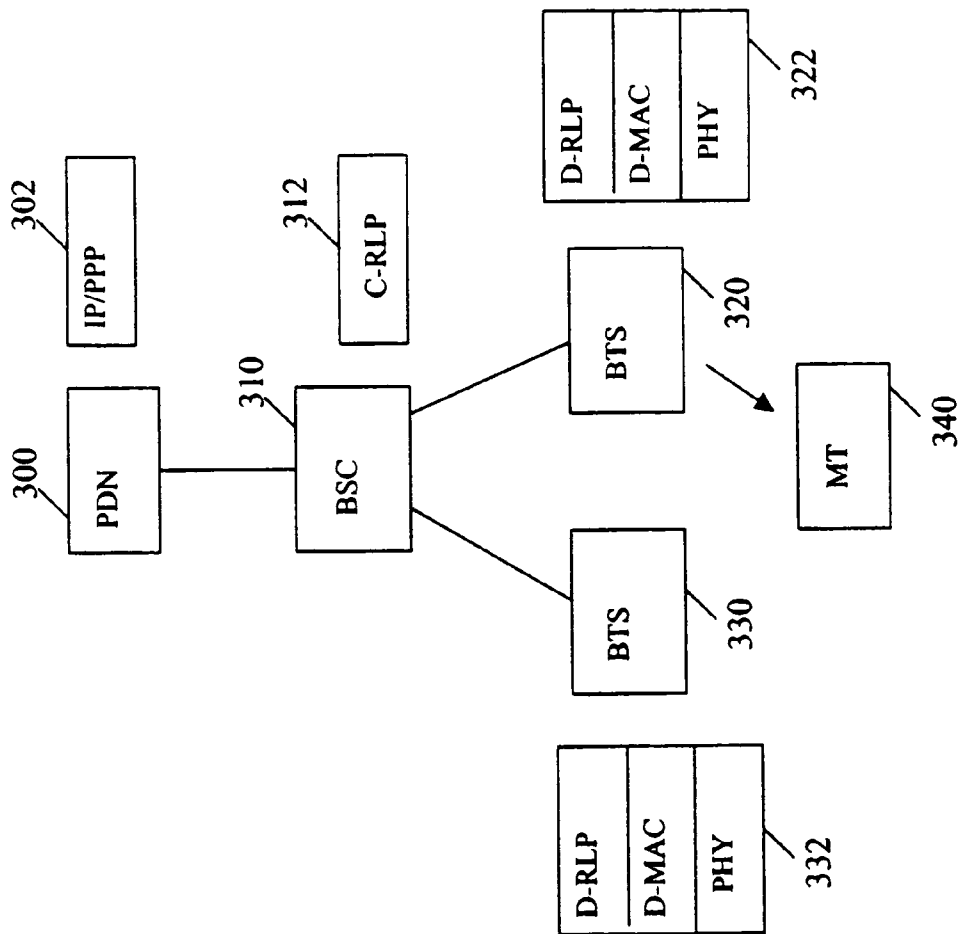 300
302
PDN
IP/PPP
310
312
BSC
C-RLP
BTS
BTS
330
320
D-RLP
D-MAC
PHY
332
D-RLP
D-MAC
PHY
322
MT
340